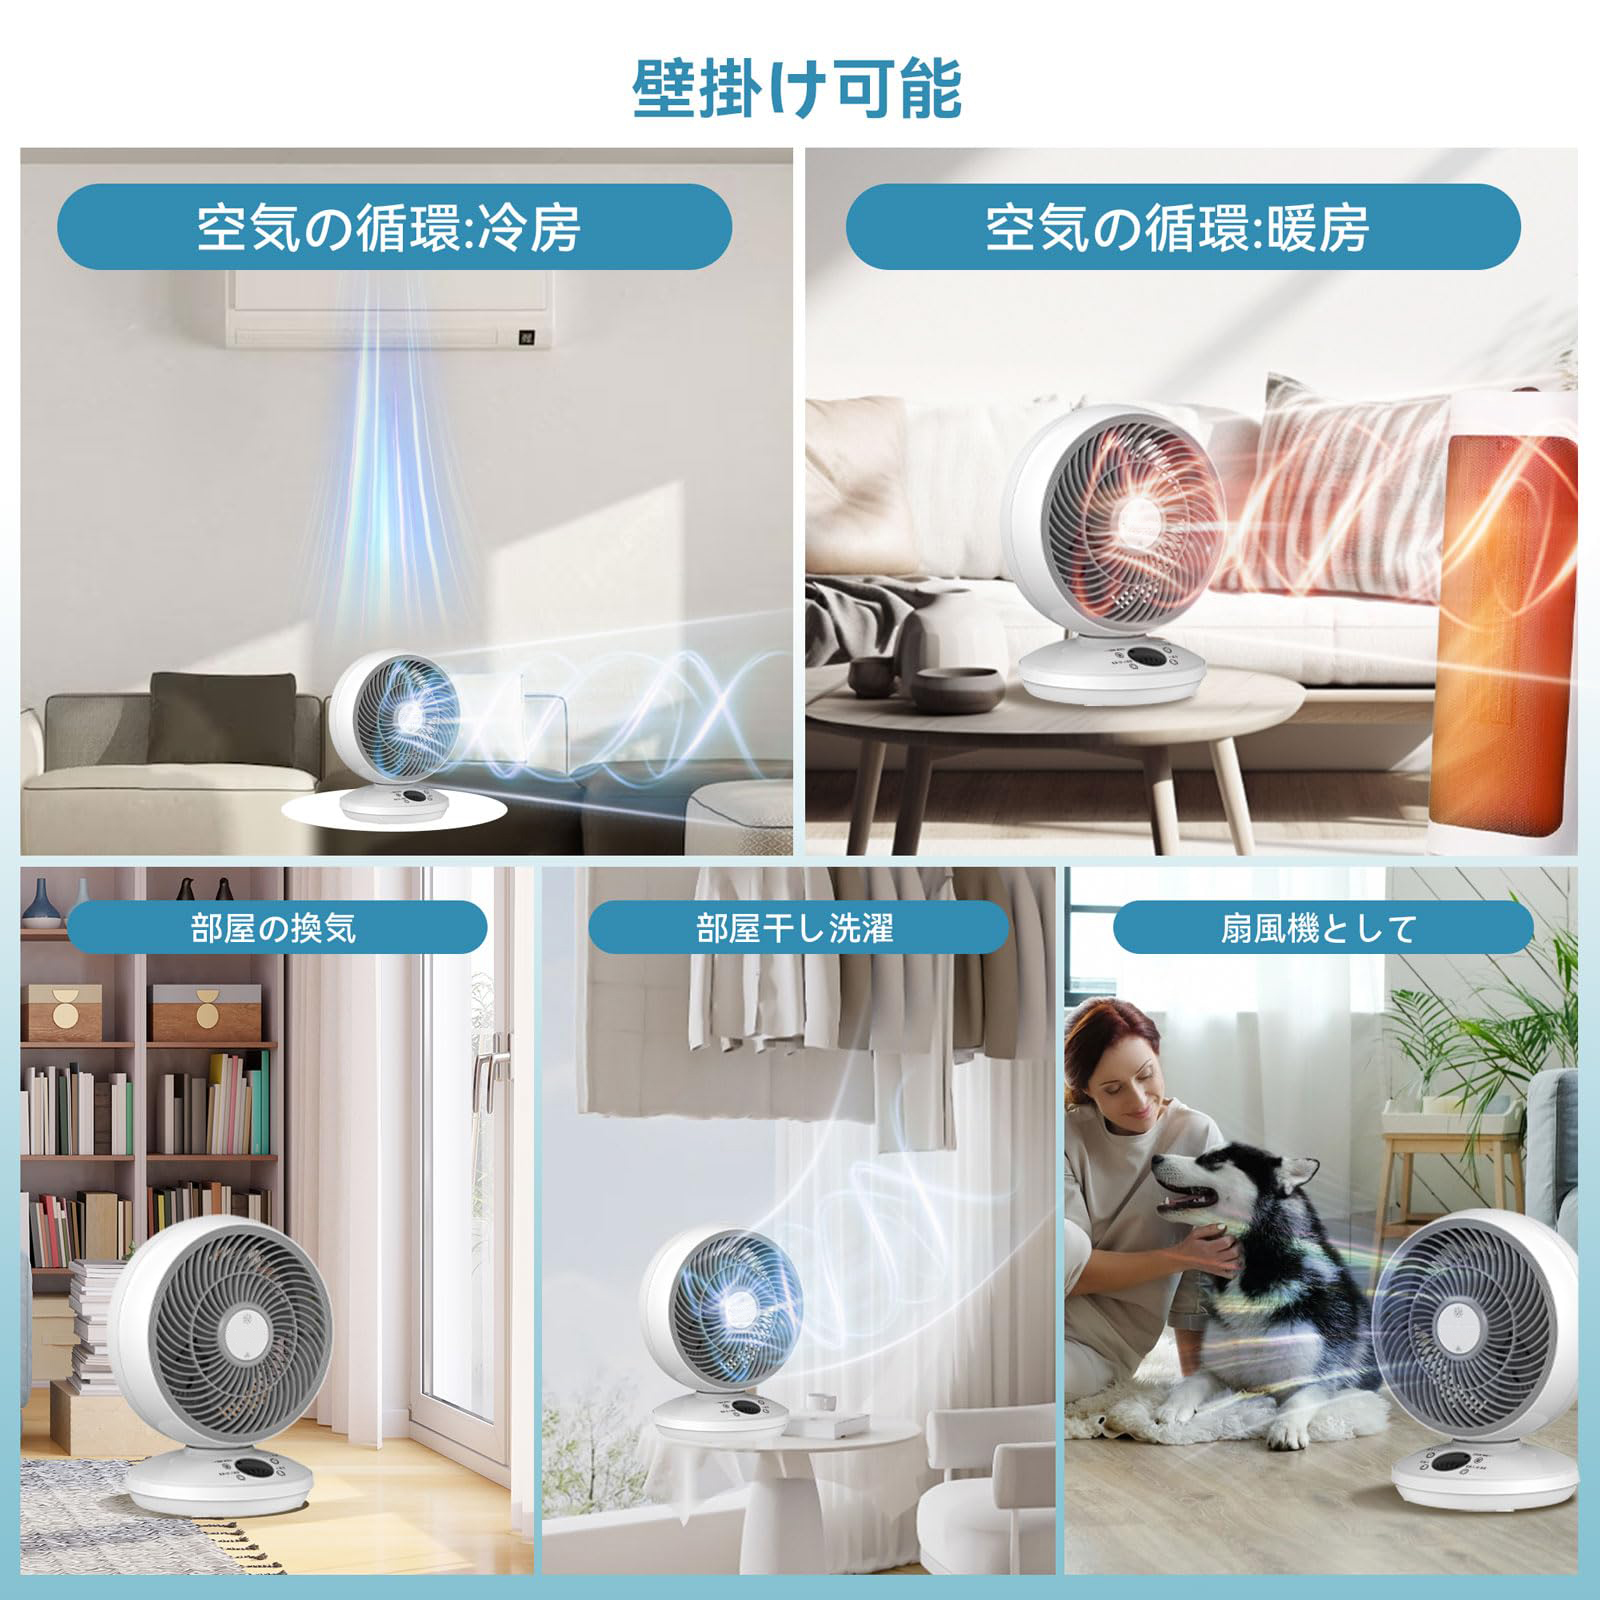 壁掛け可能
空気の循環:冷房
空気の循環:暖房
部屋の換気
部屋干し洗濯
扇風機として